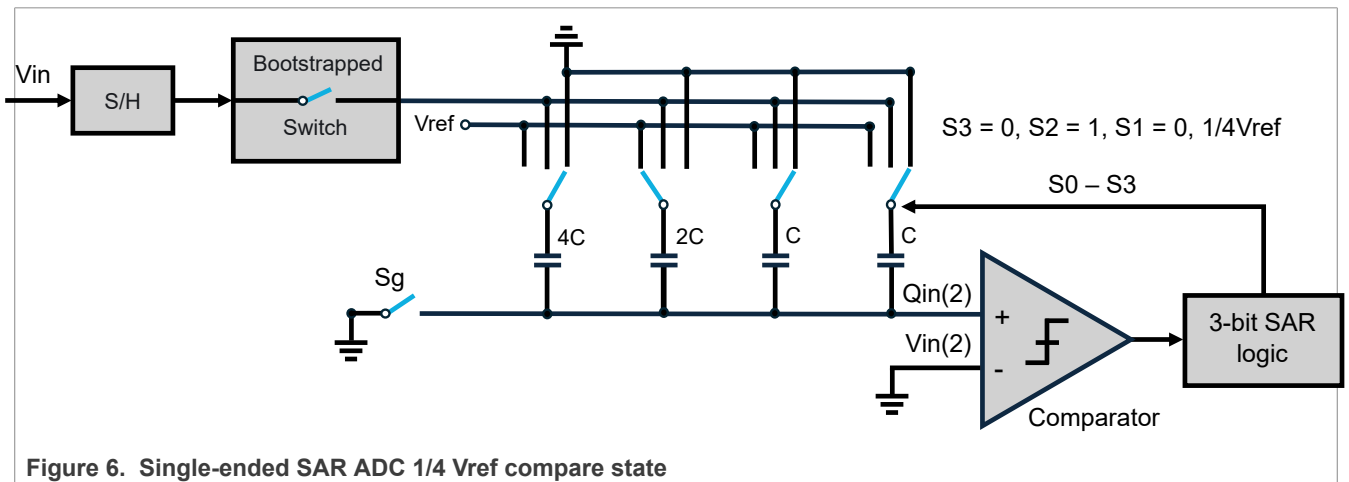 Vin
S/H
Bootstrapped
Switch
Vref
S3 = 0, S2 = 1, S1 = 0, 1/4Vref
S0 – S3
4C
2C
C
C
Sg
Qin(2)
+
Vin(2)
-
Comparator
3-bit SAR
logic
Figure 6. Single-ended SAR ADC 1/4 Vref compare state